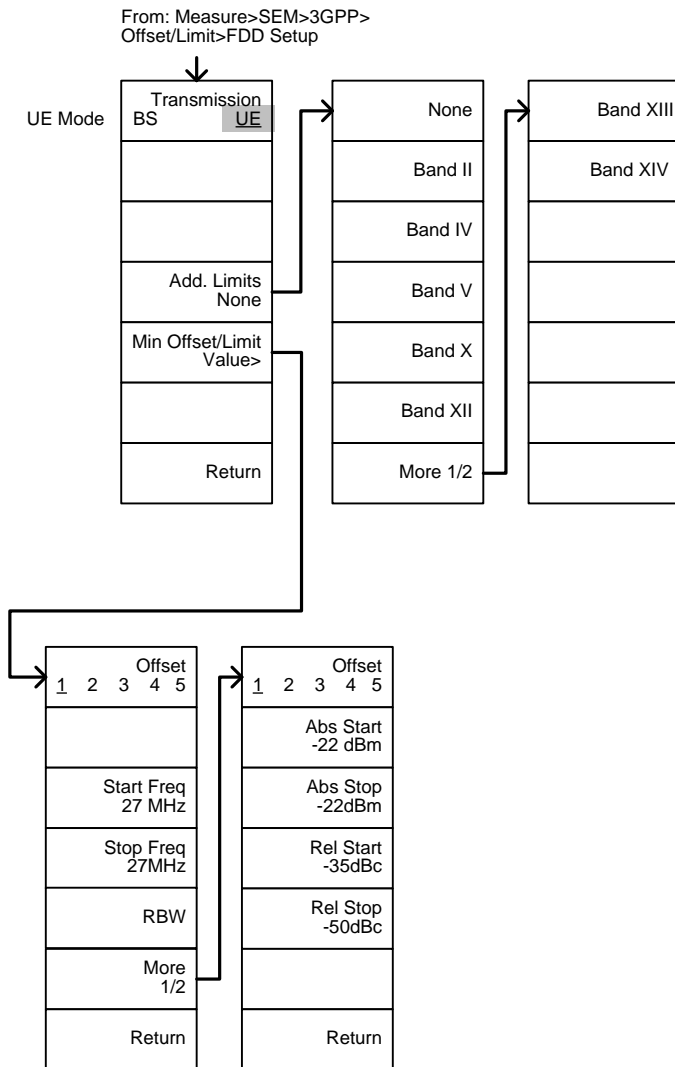 From: Measure>SEM>3GPP>
Offset/Limit>FDD Setup
UE Mode
Transmission
BS UE
Add. Limits
None
Min Offset/Limit
Value>
Return
None
Band II
Band IV
Band V
Band X
Band XII
More 1/2
Band XIII
Band XIV
Offset
1 2 3 4 5
Start Freq
27 MHz
Stop Freq
27MHz
RBW
More
1/2
Return
Offset
1 2 3 4 5
Abs Start
-22 dBm
Abs Stop
-22dBm
Rel Start
-35dBc
Rel Stop
-50dBc
Return